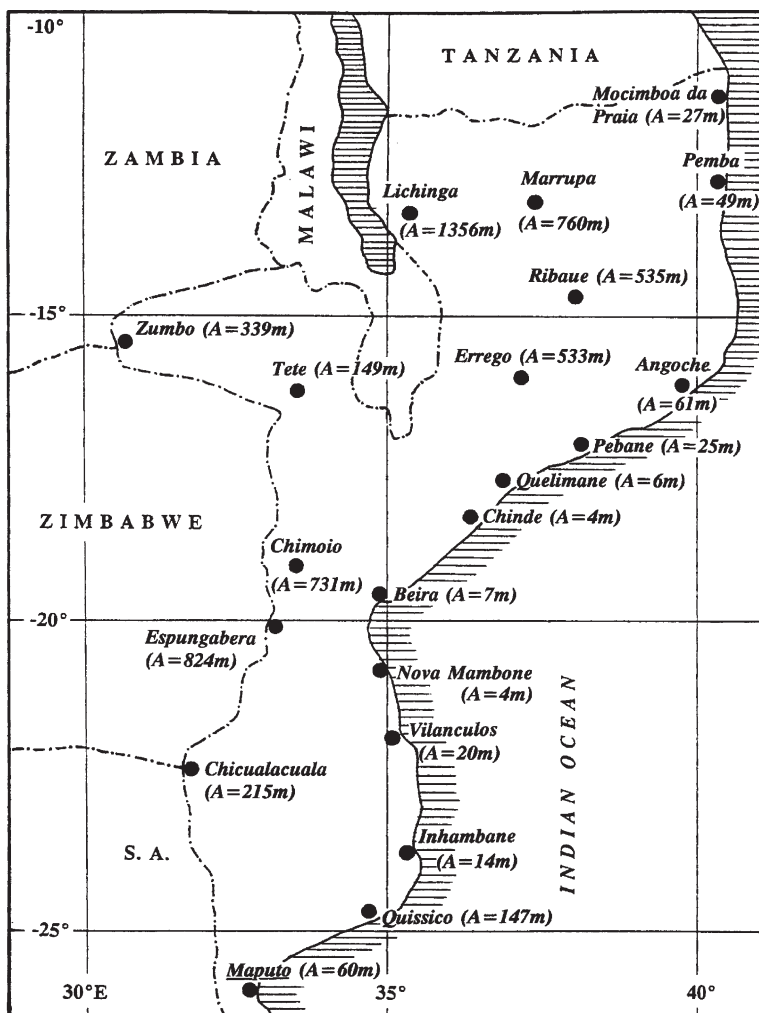 -10°
TANZANIA
Mocimboa da
Praia (A=27m)
ZAMBIA
MALAWI
Pemba
(A=49m)
Marrupa
(A=760m)
Lichinga
(A=1356m)
Ribaue (A=535m)
-15°
Zumbo (A=339m)
Tete (A=149m)
Errego (A=533m)
Angoche
(A=61m)
Pebane (A=25m)
Quelimane (A=6m)
ZIMBABWE
Chinde (A=4m)
Chimoio
(A=731m)
Beira (A=7m)
-20°
Espungabera
(A=824m)
Nova Mambone
(A=4m)
INDIAN OCEAN
Vilanculos
(A=20m)
Chicualacuala
(A=215m)
Inhambane
(A=14m)
S.A.
Quissico (A=147m)
-25°
Maputo (A=60m)
30°E
35°
40°